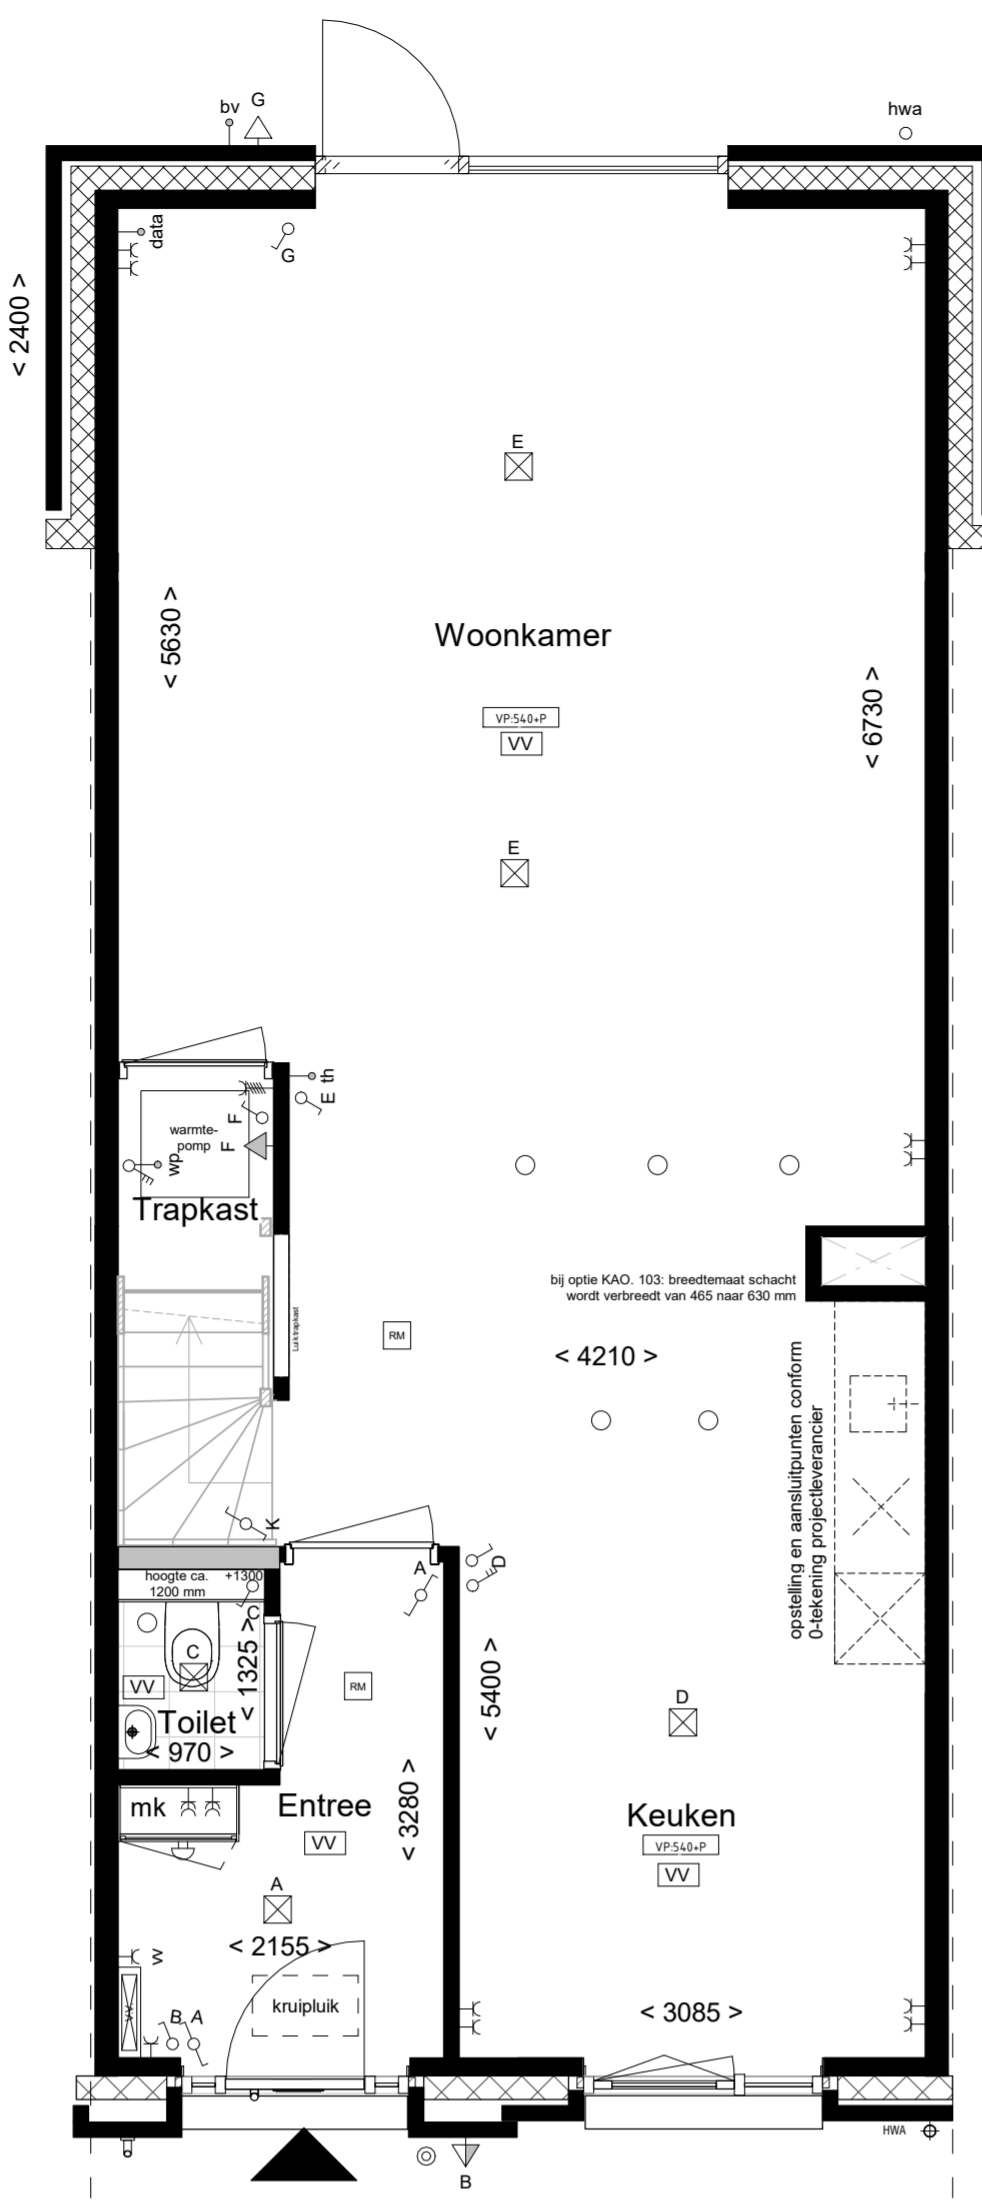 bv G
hwa
data
G
< 2400 >
E
< 5630 >
Woonkamer
< 6730 >
VP:540+P
VV
E
E th
F
F
warmte-
pomp
wp
Trapkast
Luik trapkast
bij optie KAO. 103: breedtemaat schacht
wordt verbreedt van 465 naar 630 mm
RM
< 4210 >
opstelling en aansluitpunten conform
0-tekening projectleverancier
K
hoogte ca.
1200 mm
+1300
C
A
D
C
< 1325 >
VV
RM
< 5400 >
D
Toilet
< 970 >
mk
Entree
VV
< 3280 >
Keuken
VP:540+P
VV
A
< 2155 >
W
kruipluik
VV
B A
< 3085 >
HWA
B